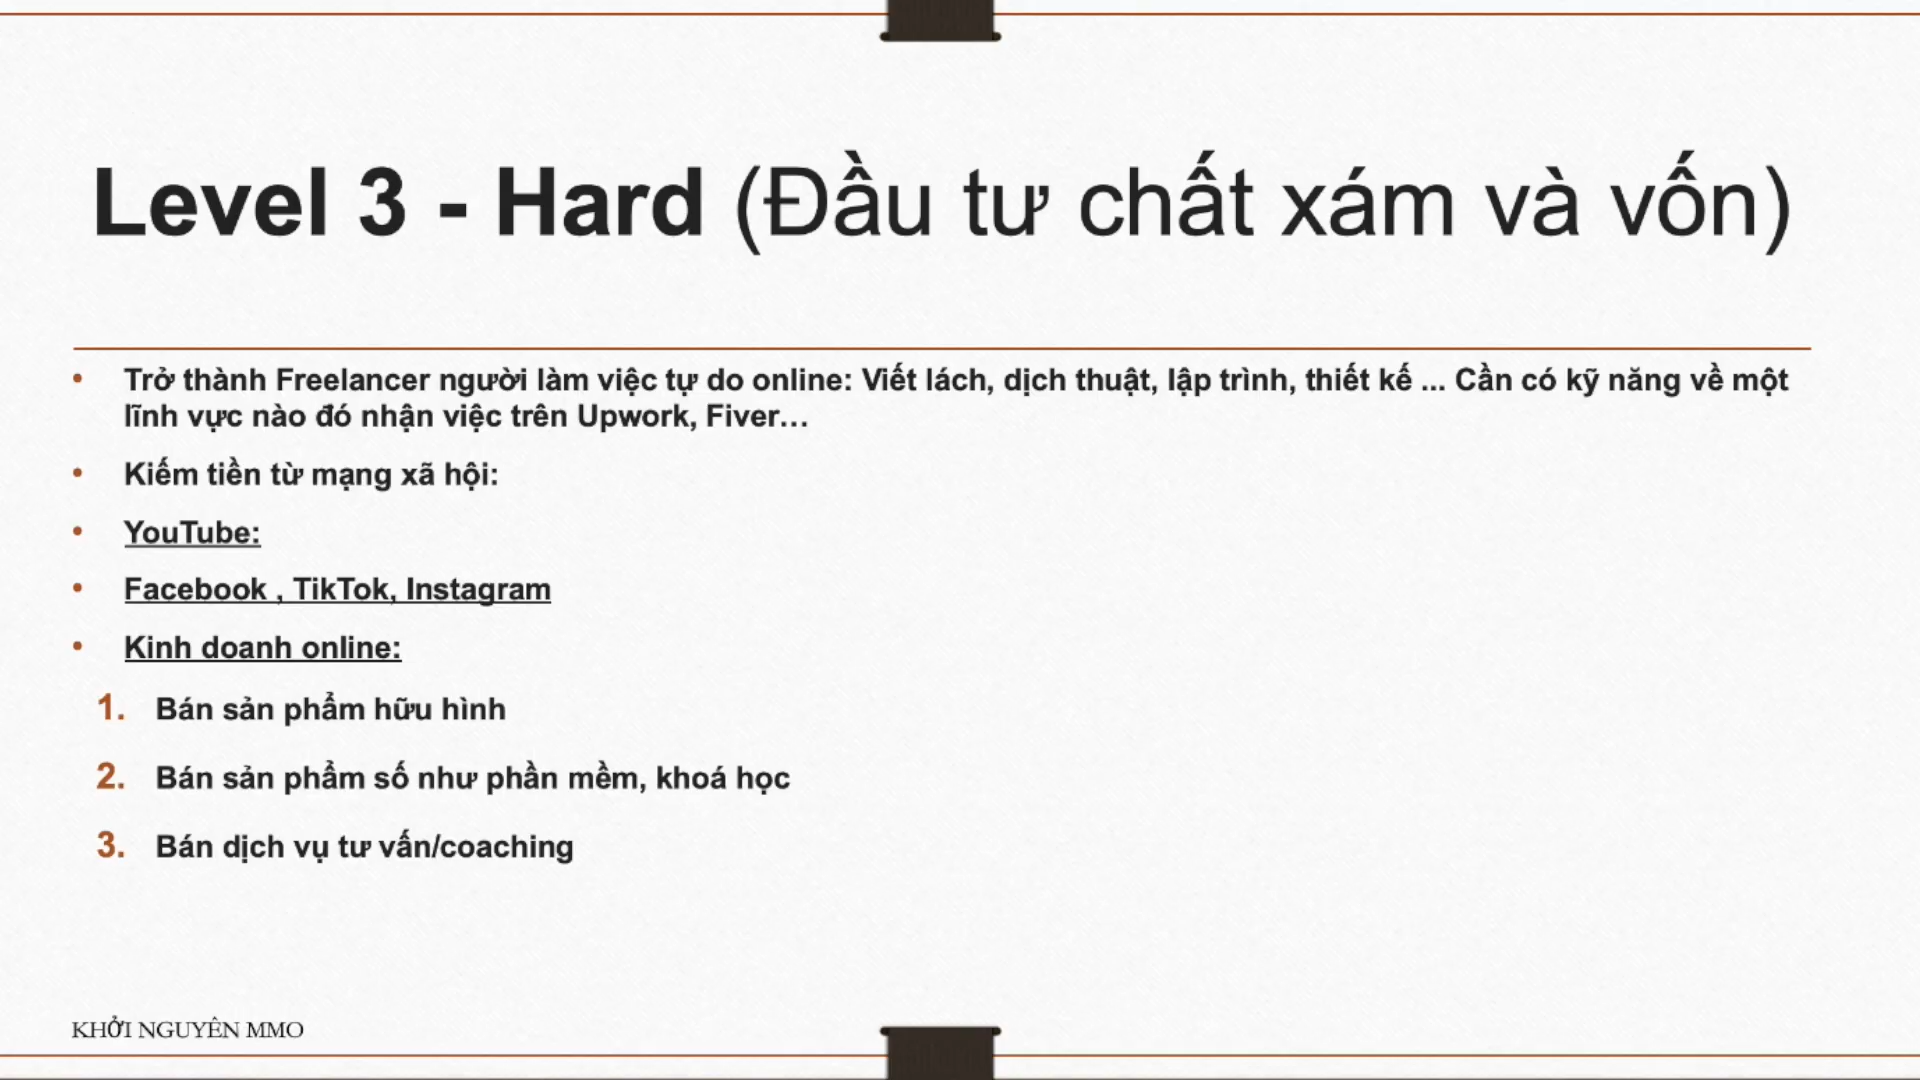 Level 3 - Hard (Đầu tư chất xám và vốn)
• Trở thành Freelancer người làm việc tự do online: Viết lách, dịch thuật, lập trình, thiết kế ... Cần có kỹ năng về một
lĩnh vực nào đó nhận việc trên Upwork, Fiver...
• Kiếm tiền từ mạng xã hội:
• YouTube:
• Facebook , TikTok, Instagram
• Kinh doanh online:
1. Bán sản phẩm hữu hình
2. Bán sản phẩm số như phần mềm, khoá học
3. Bán dịch vụ tư vấn/coaching
KHỞI NGUYÊN MMO